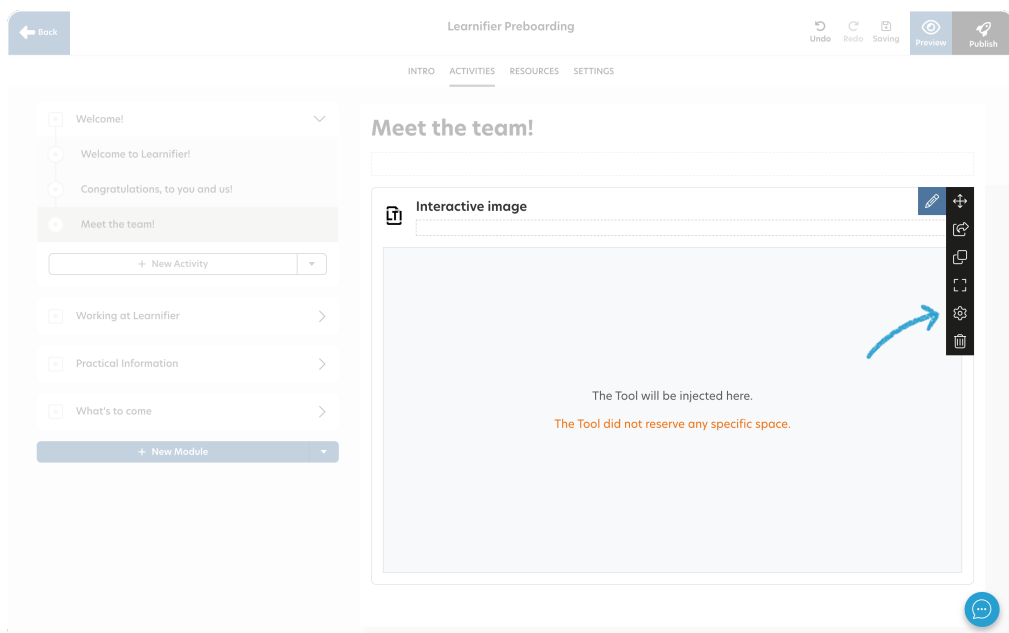 Back
Learnifier Preboarding
Undo
Redo
Saving
Preview
Publish
INTRO
ACTIVITIES
RESOURCES
SETTINGS
Welcome!
Welcome to Learnifier!
Congratulations, to you and us!
Meet the team!
+ New Activity
Working at Learnifier
Practical Information
What's to come
+ New Module
Meet the team!
LTI
Interactive image
The Tool will be injected here.
The Tool did not reserve any specific space.